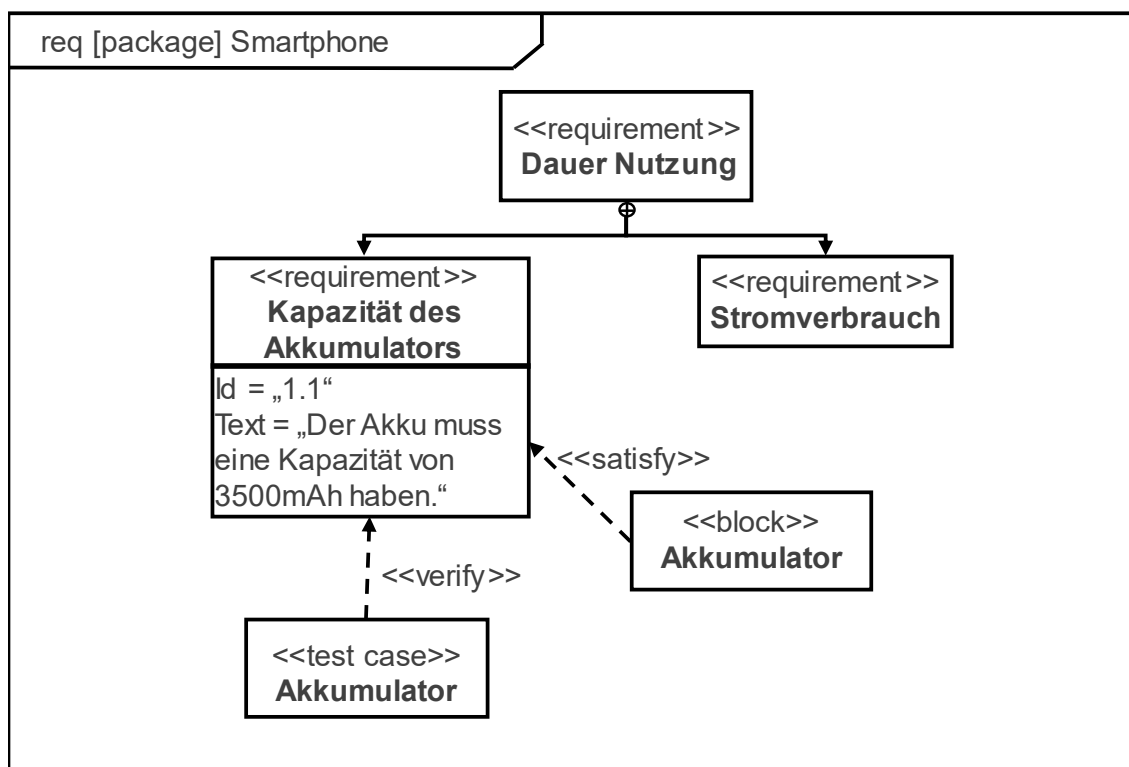 req [package] Smartphone
<<requirement>>
Dauer Nutzung
<<requirement>>
Kapazität des
Akkumulators
Id = „1.1“
Text = „Der Akku muss
eine Kapazität von
3500mAh haben.“
<<requirement>>
Stromverbrauch
<<satisfy>>
<<block>>
Akkumulator
<<verify>>
<<test case>>
Akkumulator